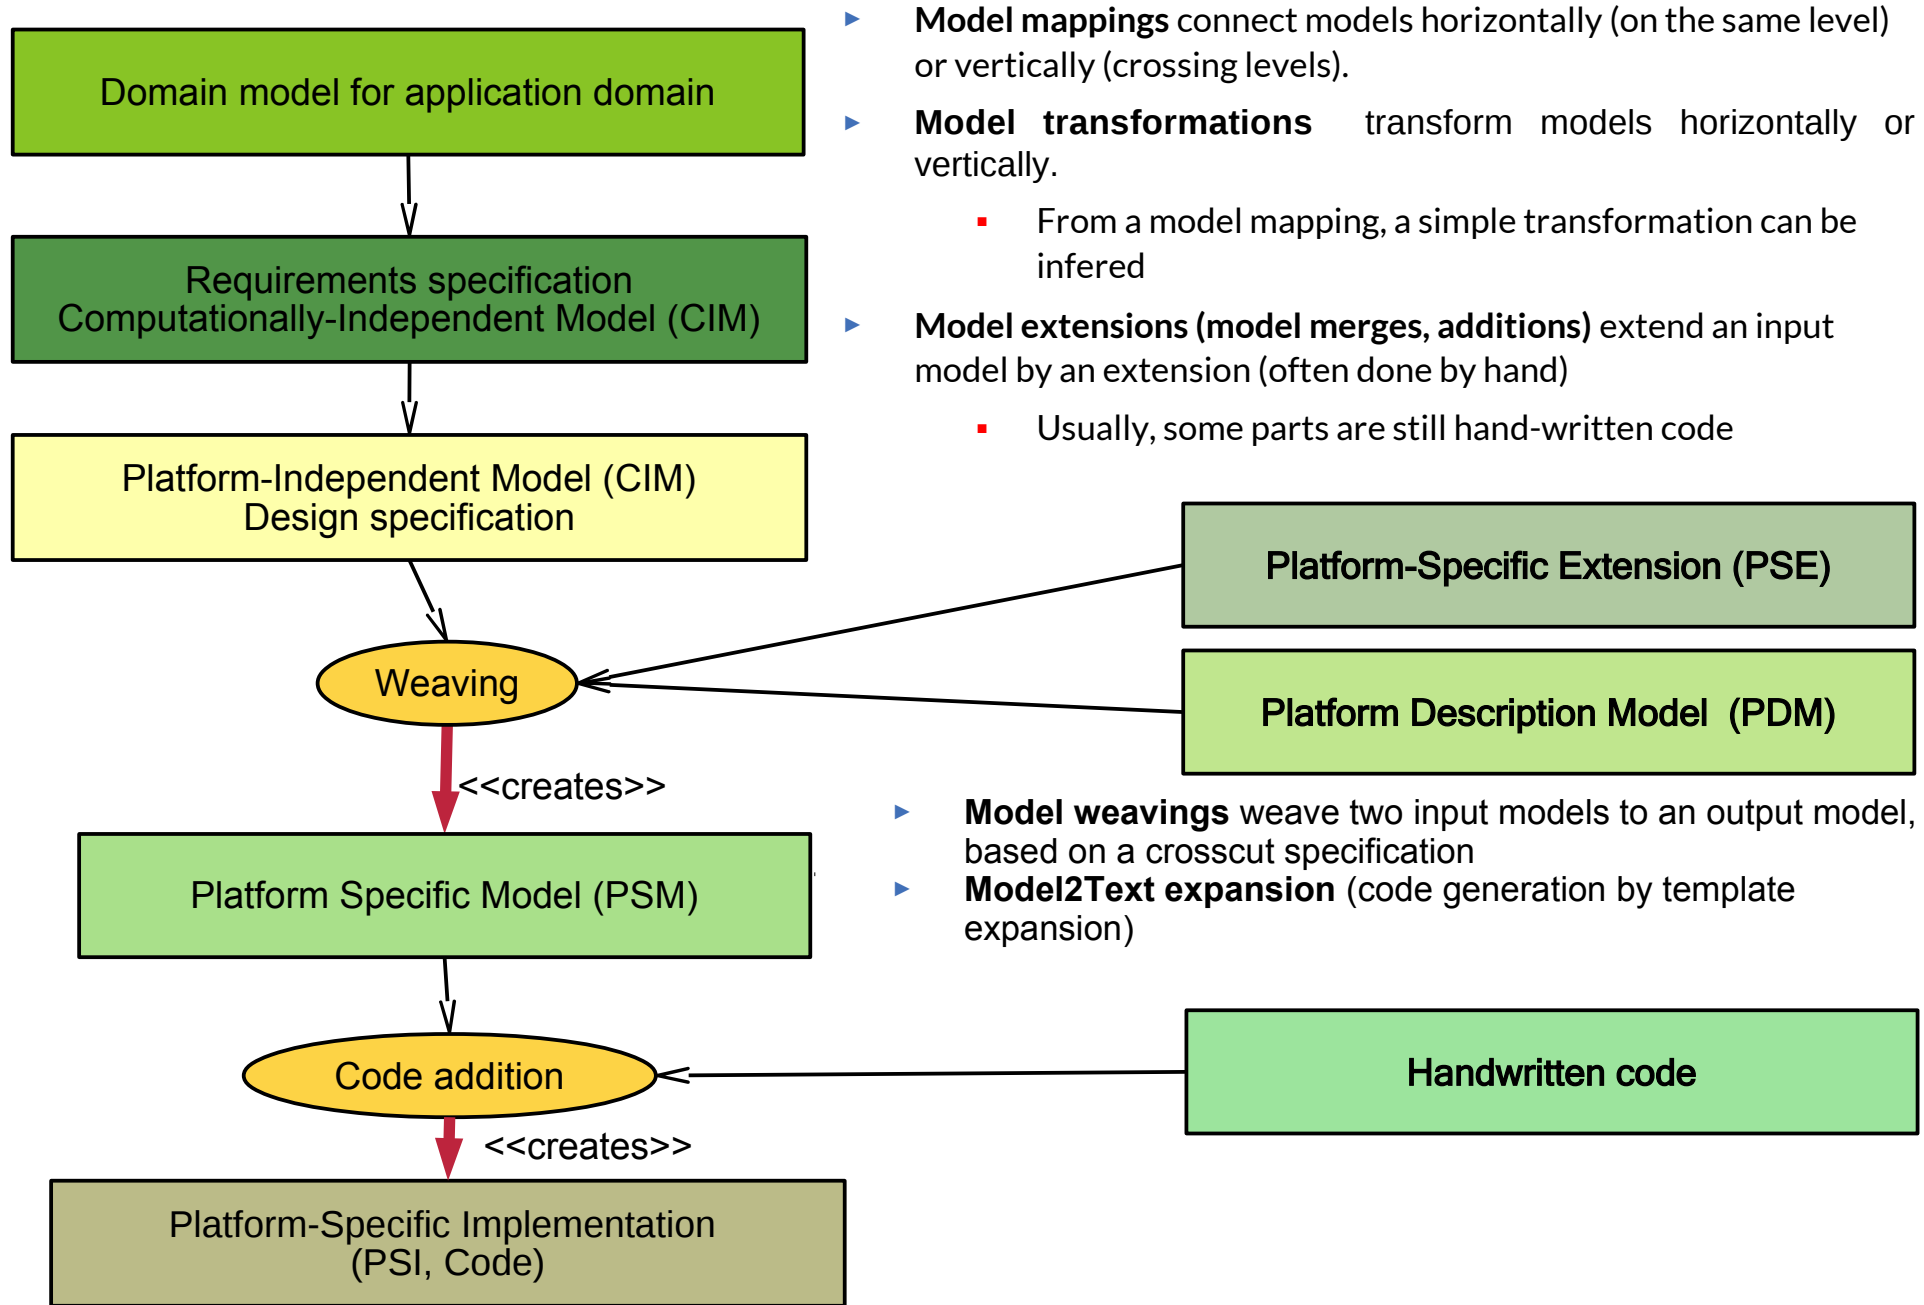 Domain model for application domain
Requirements specification
Computationally-Independent Model (CIM)
Platform-Independent Model (CIM)
Design specification
Weaving
<<creates>>
Platform Specific Model (PSM)
Code addition
<<creates>>
Platform-Specific Implementation
(PSI, Code)
► Model mappings connect models horizontally (on the same level)
or vertically (crossing levels).
► Model transformations transform models horizontally or
vertically.
▪ From a model mapping, a simple transformation can be
infered
► Model extensions (model merges, additions) extend an input
model by an extension (often done by hand)
▪ Usually, some parts are still hand-written code
Platform-Specific Extension (PSE)
Platform Description Model (PDM)
► Model weavings weave two input models to an output model,
based on a crosscut specification
► Model2Text expansion (code generation by template
expansion)
Handwritten code